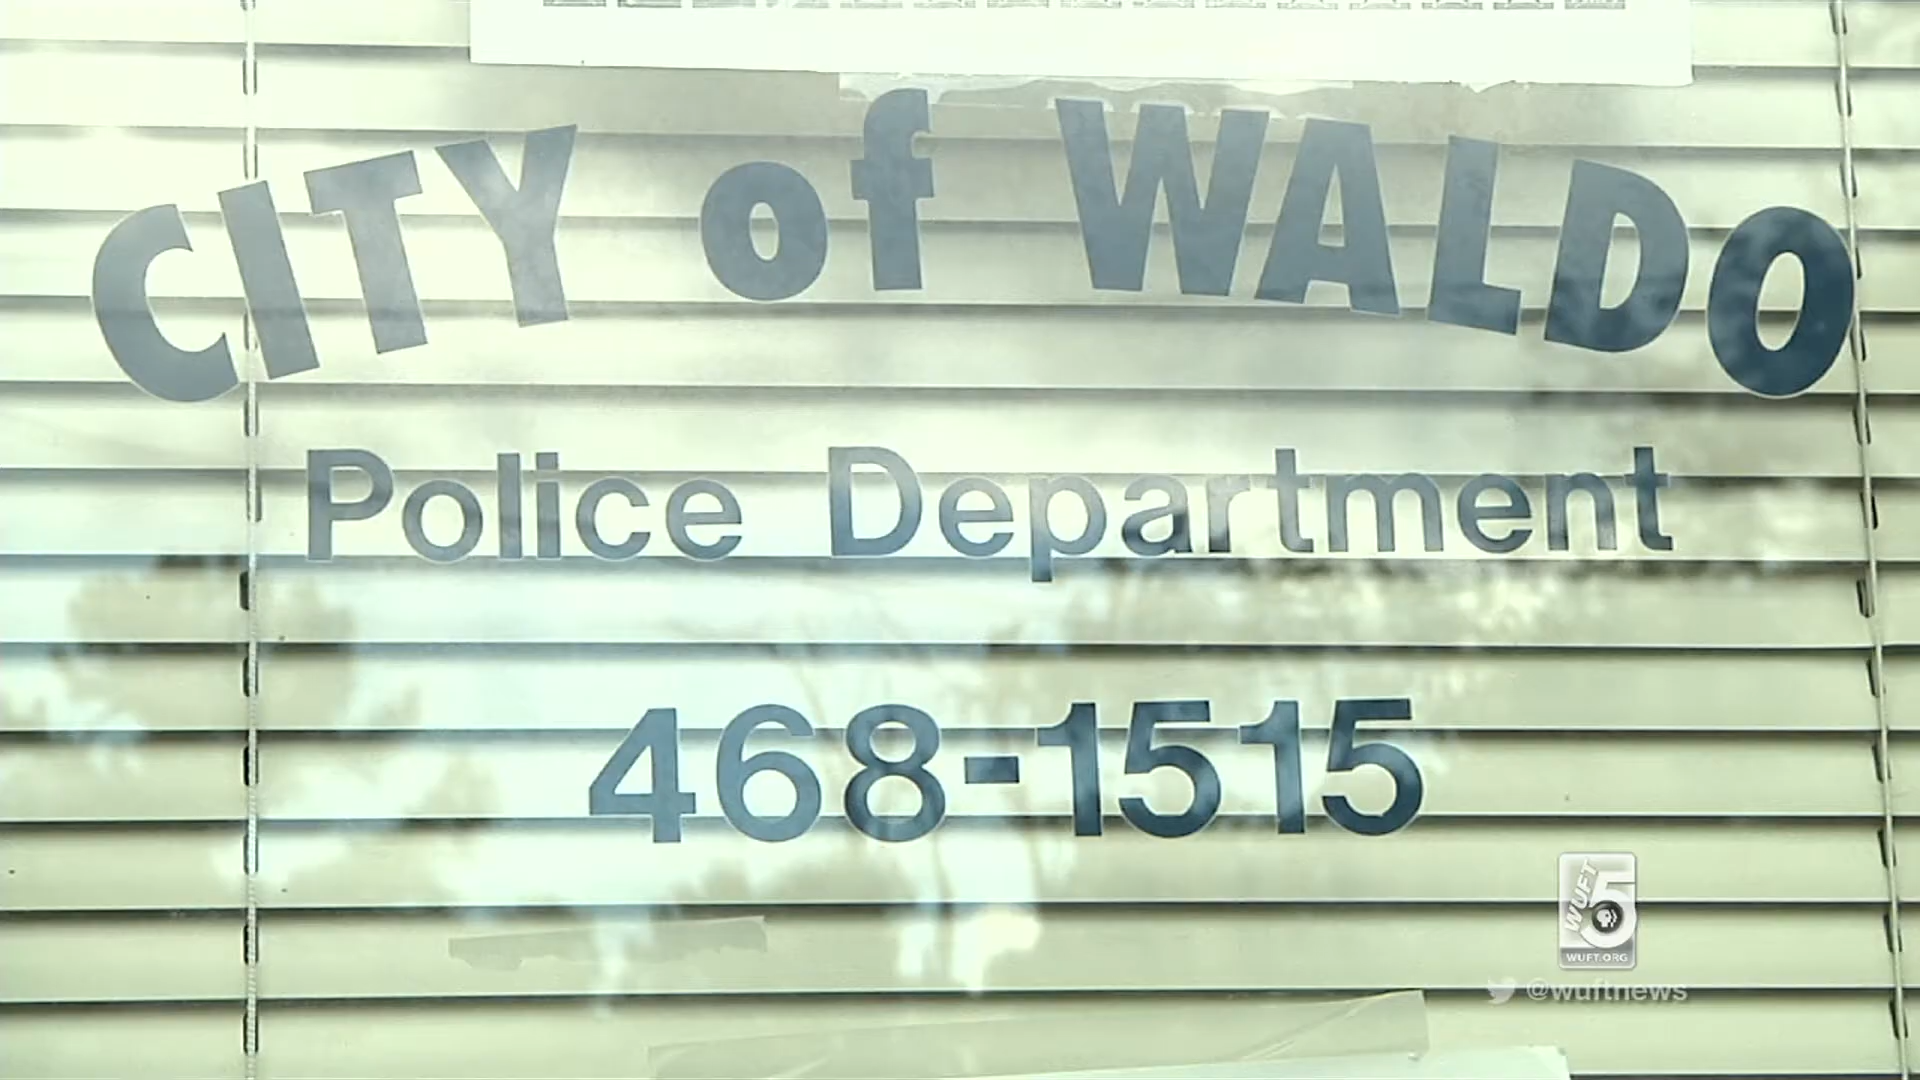 CITY of WALDO
Police Department
468-1515
WUFT 5
WUFT.ORG
@wuftnews